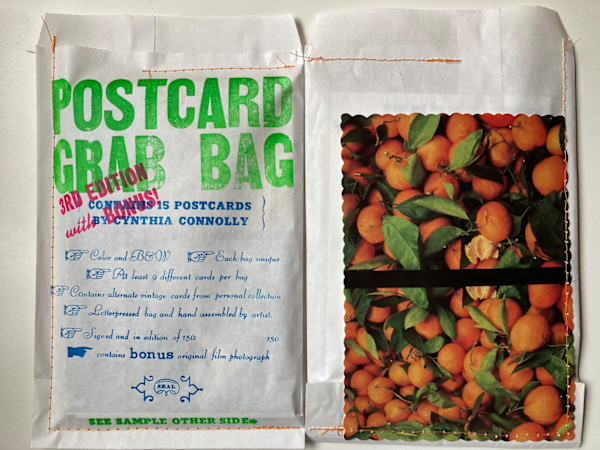 POSTCARD
GRAB BAG
3RD EDITION
with BONUS!
CONTAINS 15 POSTCARDS
BY CYNTHIA CONNOLLY
Color and B&W Each bag unique
At least 9 different cards per bag
Contains alternate vintage cards from personal collection
Letterpressed bag and hand assembled by artist.
Signed and in edition of 150. 150
contains bonus original film photograph
SEAL
SEE SAMPLE OTHER SIDE